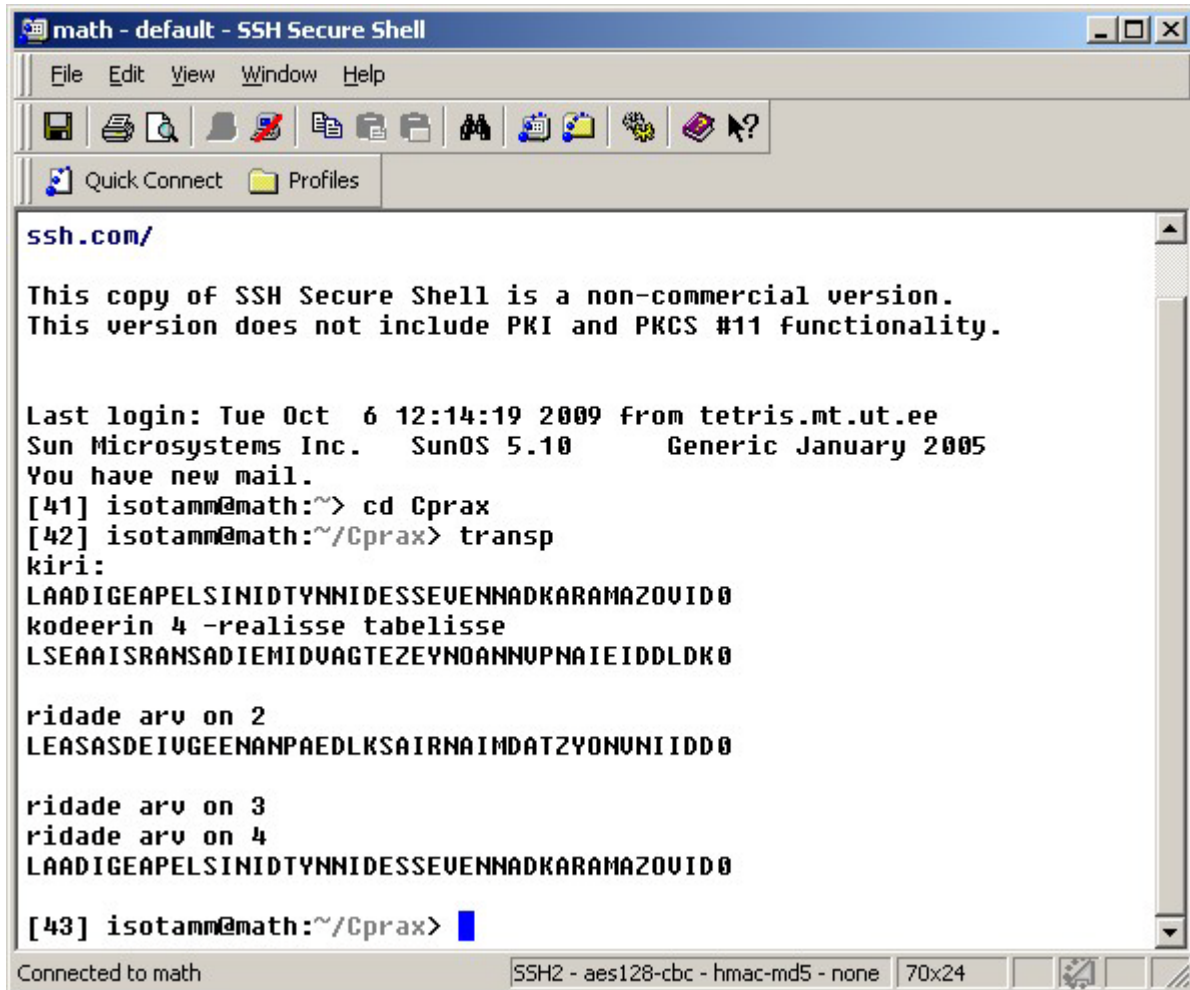 math - default - SSH Secure Shell
File Edit View Window Help
Quick Connect Profiles
ssh.com/
This copy of SSH Secure Shell is a non-commercial version.
This version does not include PKI and PKCS #11 functionality.
Last login: Tue Oct  6 12:14:19 2009 from tetris.mt.ut.ee
Sun Microsystems Inc.   SunOS 5.10      Generic January 2005
You have new mail.
[41] isotamm@math:~> cd Cprax
[42] isotamm@math:~/Cprax> transp
kiri:
LAADIGEAPELSINIDTYNNIDESSEVENNADKARAMAZOVID0
kodeerin 4 -realisse tabelisse
LSEAAISRANSADIEMIDVAGTEZEYNOANNVPNAIEIDDLDK0
ridade arv on 2
LEASASDEIVGEENANPAEDLKSAIRNAIMDATZYONVNIIDD0
ridade arv on 3
ridade arv on 4
LAADIGEAPELSINIDTYNNIDESSEVENNADKARAMAZOVID0
[43] isotamm@math:~/Cprax>
Connected to math SSH2 - aes128-cbc - hmac-md5 - none 70x24